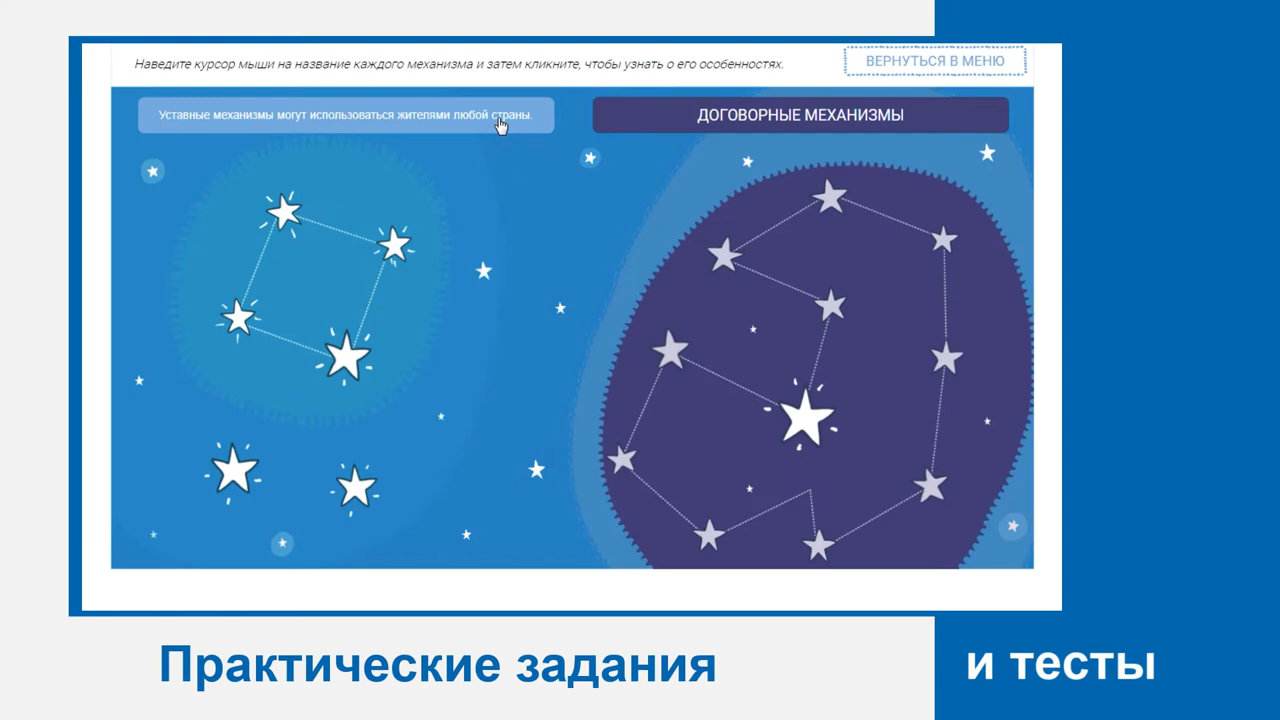 Наведите курсор мыши на название каждого механизма и затем кликните, чтобы узнать о его особенностях.
ВЕРНУТЬСЯ В МЕНЮ
Уставные механизмы могут использоваться жителями любой страны.
ДОГОВОРНЫЕ МЕХАНИЗМЫ
Практические задания и тесты